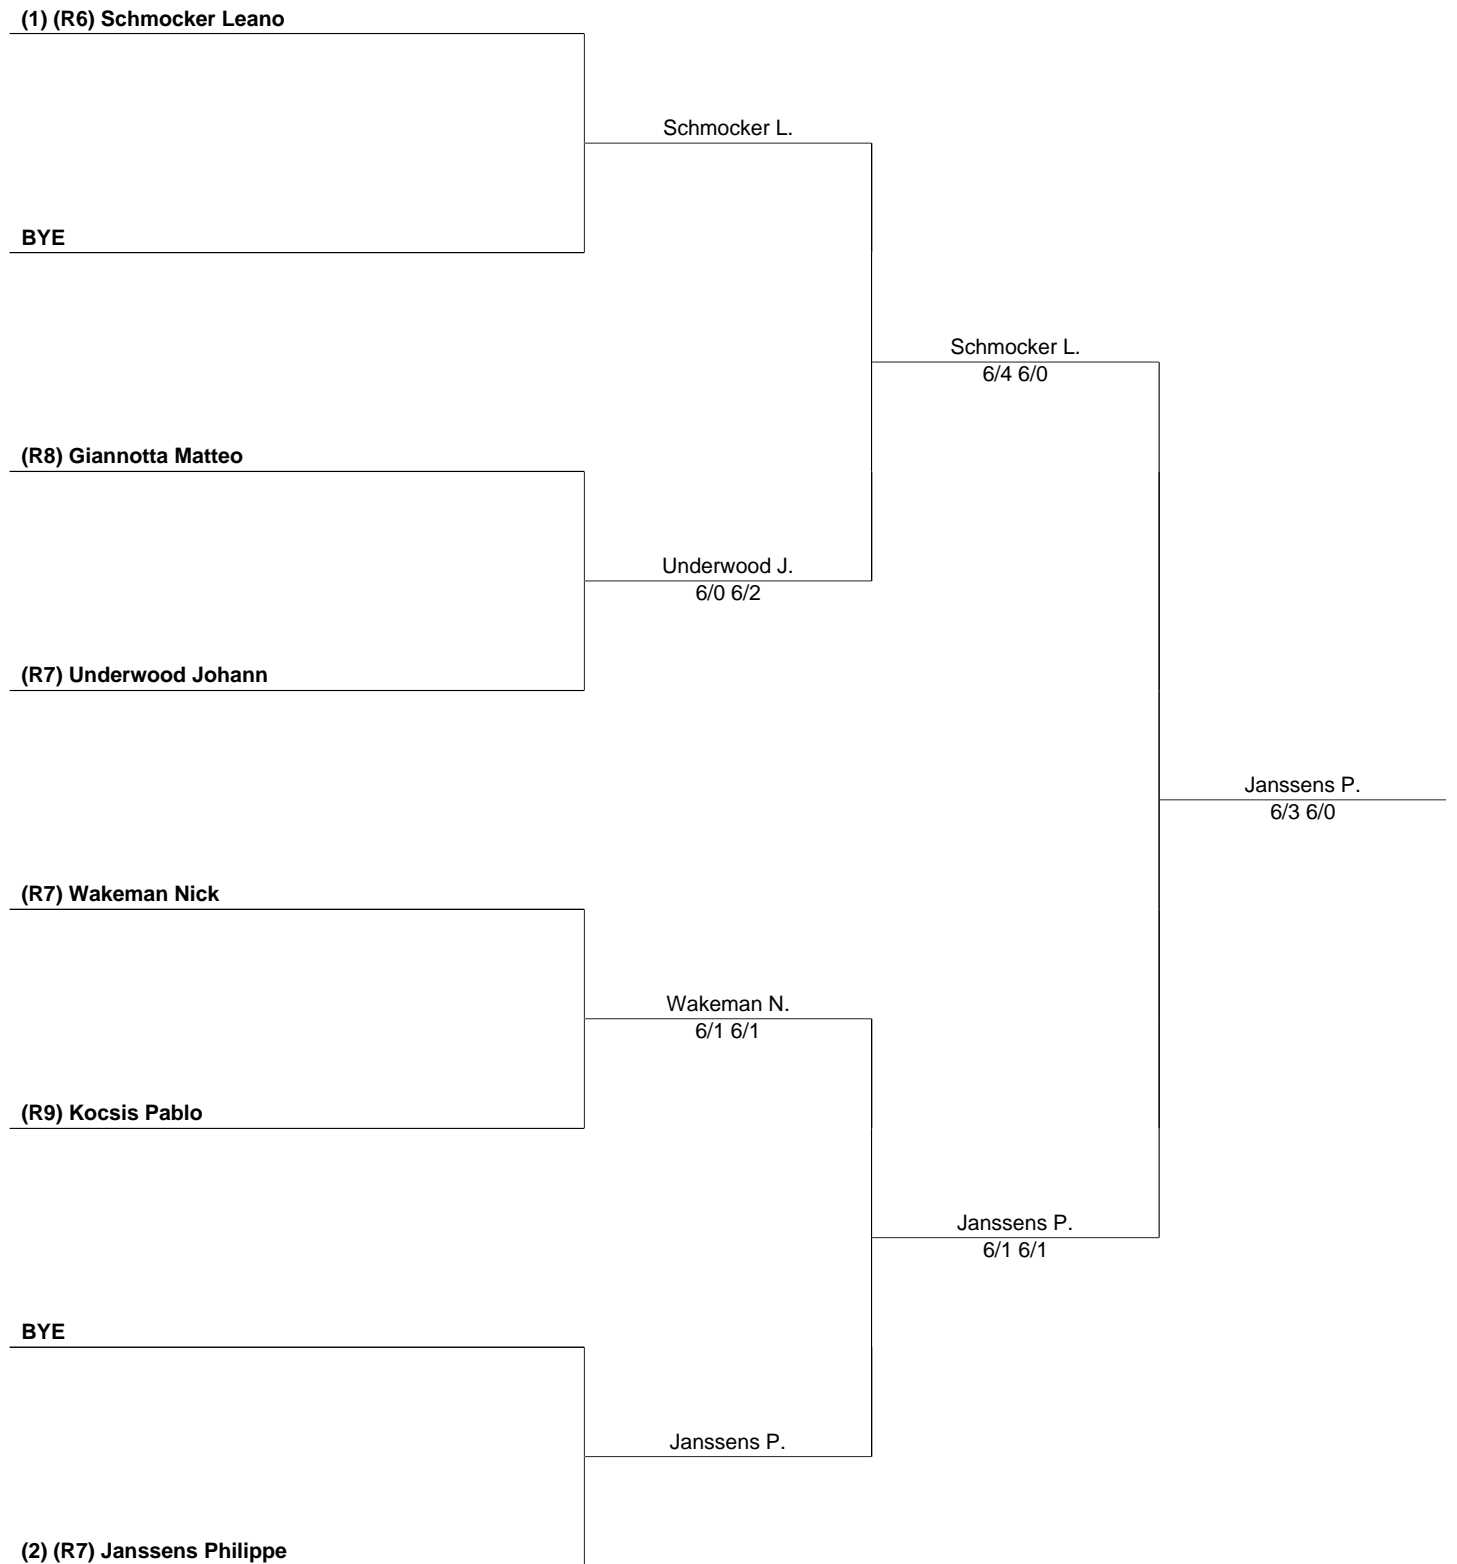 (1) (R6) Schmocker Leano
Schmocker L.
BYE
Schmocker L.
6/4 6/0
(R8) Giannotta Matteo
Underwood J.
6/0 6/2
(R7) Underwood Johann
Janssens P.
6/3 6/0
(R7) Wakeman Nick
Wakeman N.
6/1 6/1
(R9) Kocsis Pablo
Janssens P.
6/1 6/1
BYE
Janssens P.
(2) (R7) Janssens Philippe